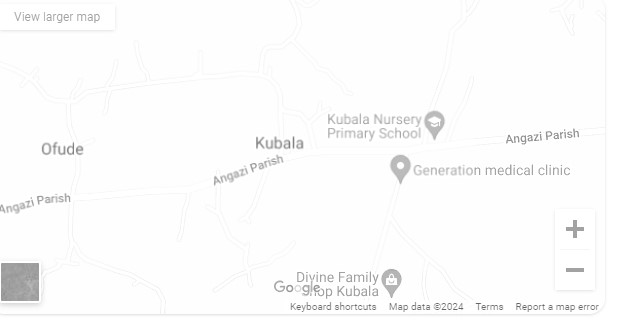 View larger map
Kubala Nursery
Primary School
Angazi Parish
Ofude
Kubala
Angazi Parish
Generation medical clinic
Angazi Parish
Divine Family
Shop Kubala
Google
Keyboard shortcuts
Map data ©2024
Terms
Report a map error